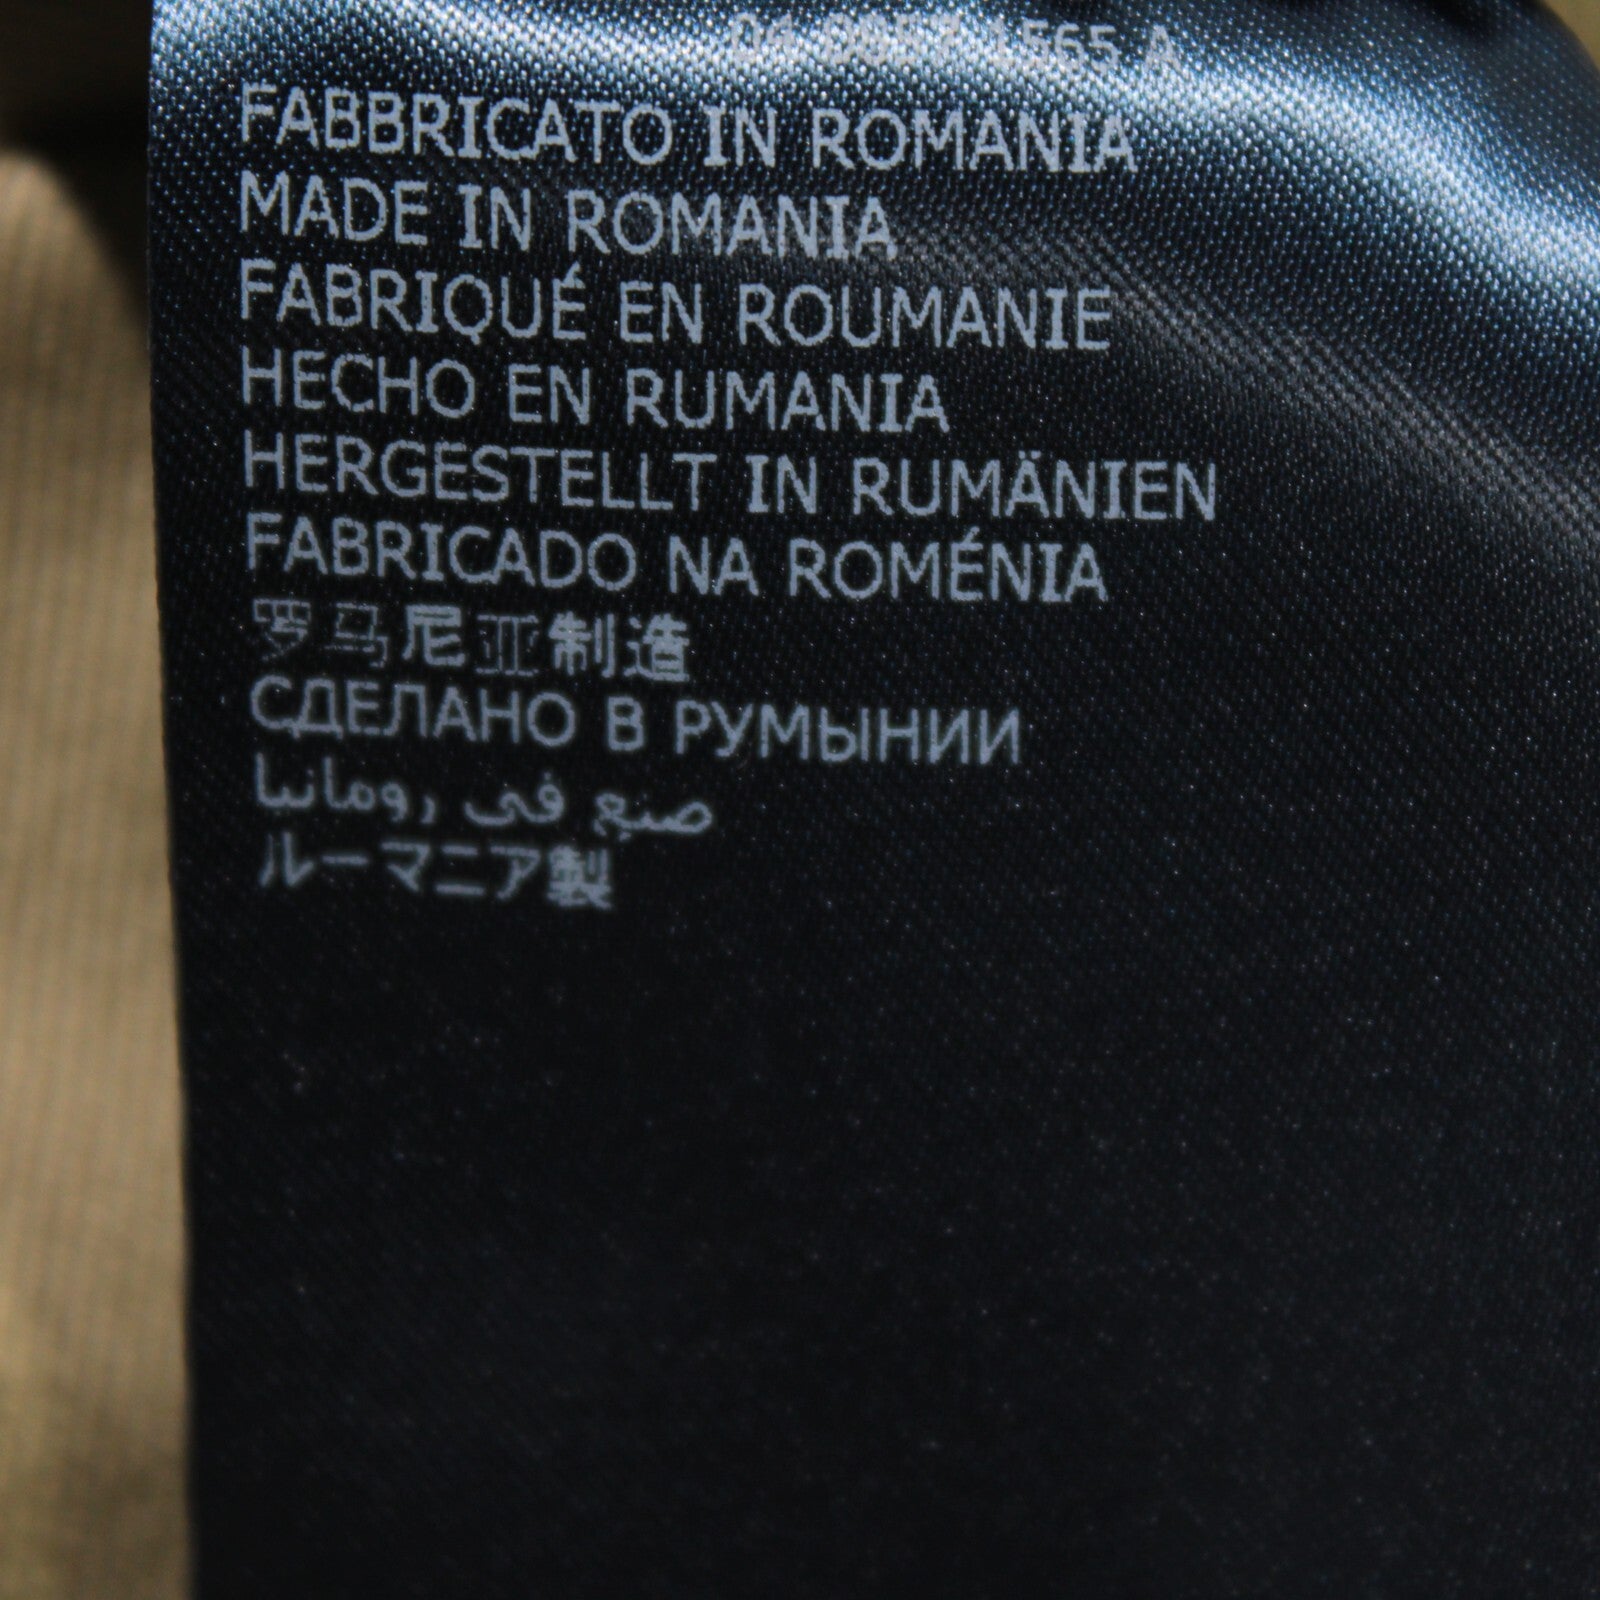 1565 A
FABBRICATO IN ROMANIA
MADE IN ROMANIA
FABRIQUÉ EN ROUMANIE
HECHO EN RUMANIA
HERGESTELLT IN RUMÄNIEN
FABRICADO NA ROMÉNIA
罗马尼亚制造
СДЕЛАНО В РУМЫНИИ
صنع في رومانيا
ルーマニア製